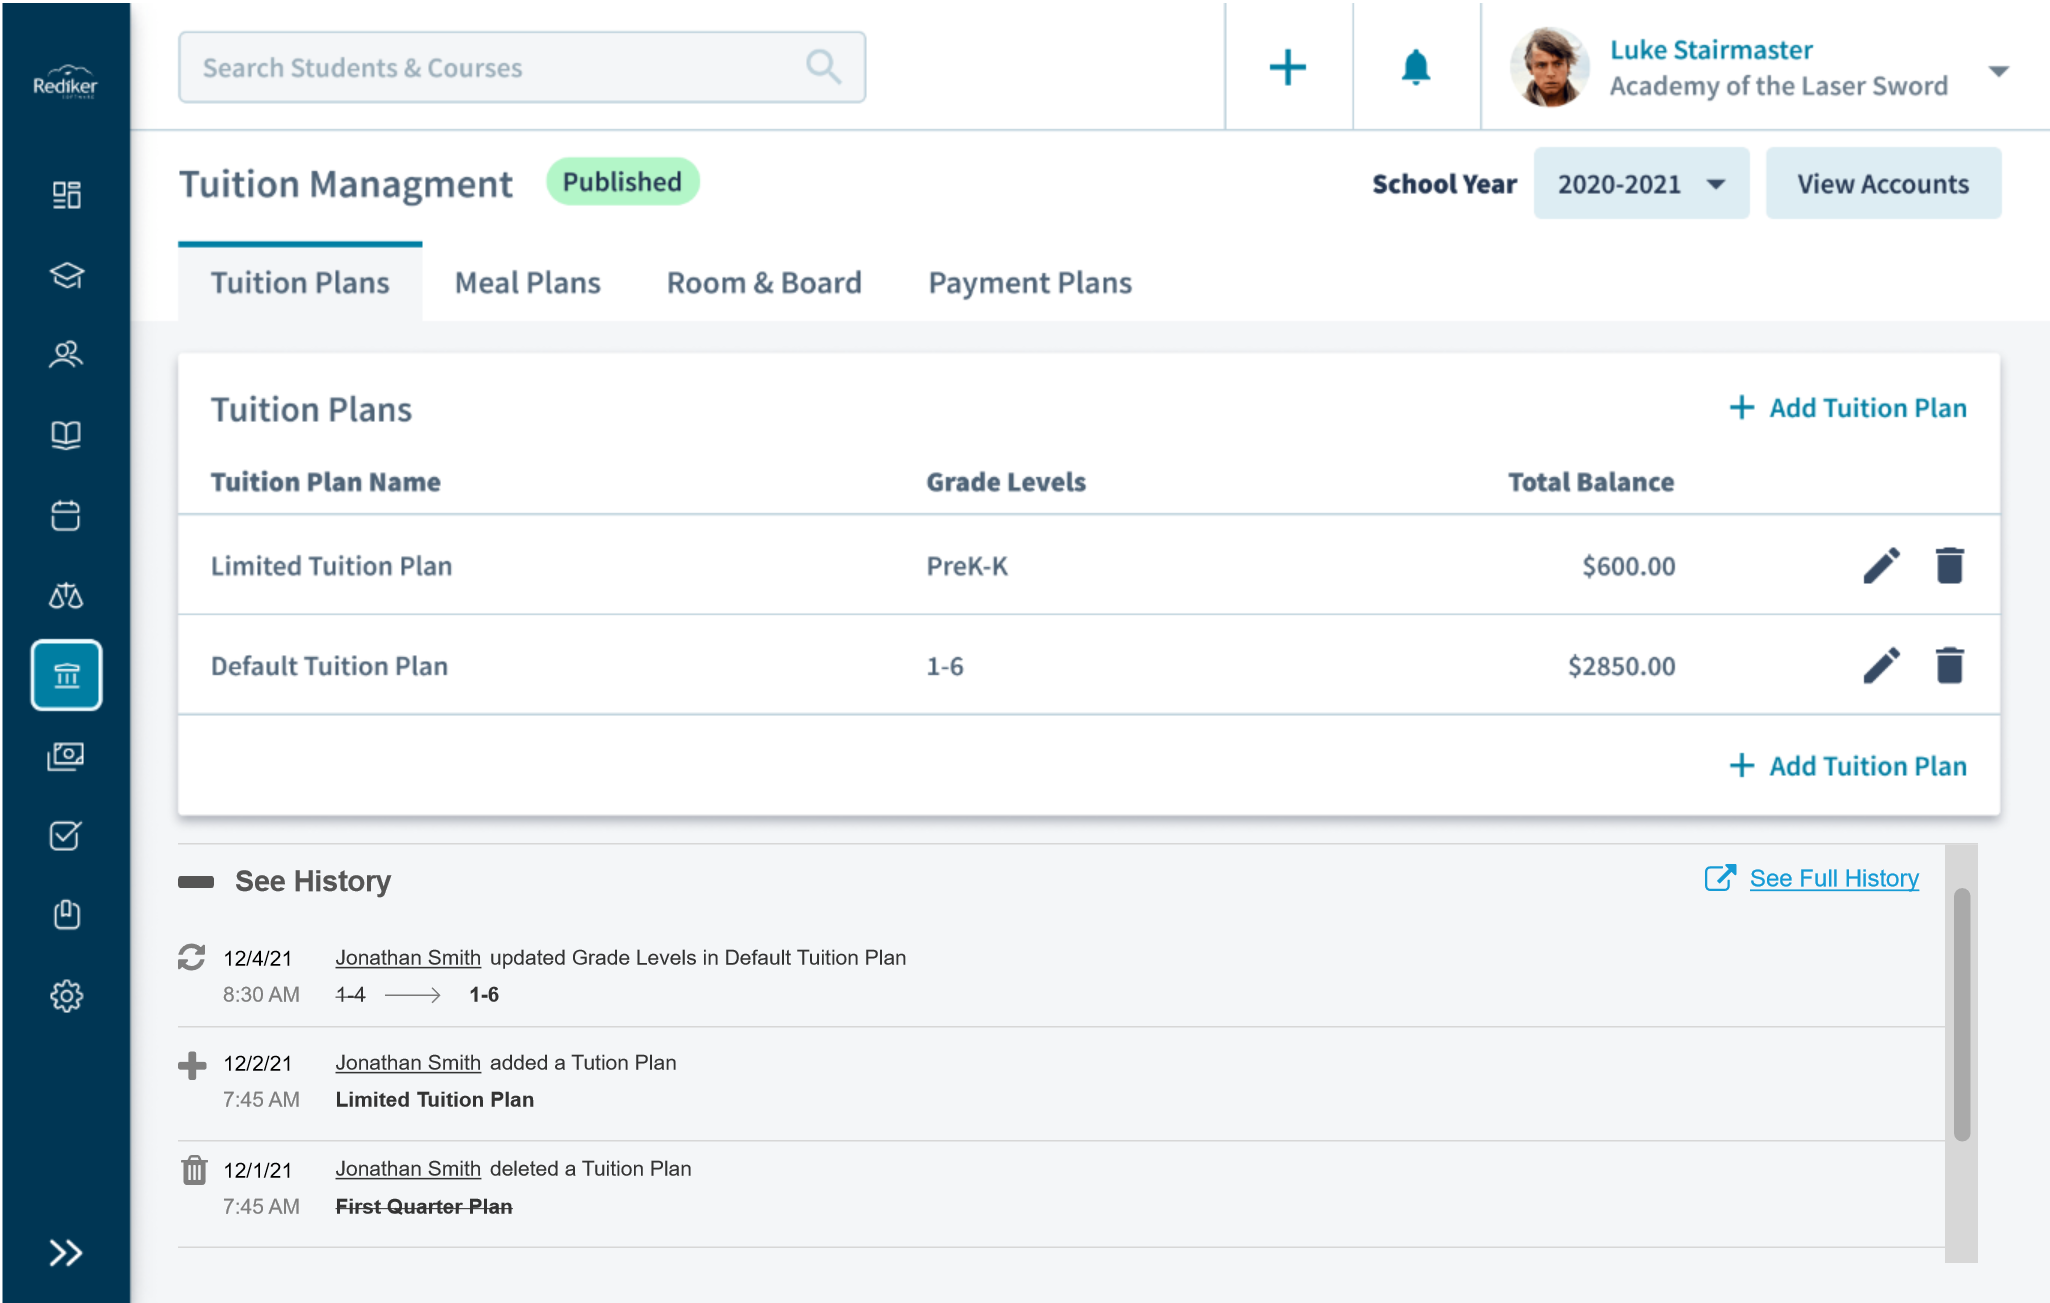 Rediker
SOFTWARE
Search Students & Courses
Luke Stairmaster
Academy of the Laser Sword
Tuition Managment
Published
School Year
2020-2021
View Accounts
Tuition Plans
Meal Plans
Room & Board
Payment Plans
Tuition Plans
+ Add Tuition Plan
Tuition Plan Name Grade Levels Total Balance
Limited Tuition Plan PreK-K $600.00
Default Tuition Plan 1-6 $2850.00
+ Add Tuition Plan
See History
See Full History
12/4/21 Jonathan Smith updated Grade Levels in Default Tuition Plan
8:30 AM 1-4 → 1-6
12/2/21 Jonathan Smith added a Tution Plan
7:45 AM Limited Tuition Plan
12/1/21 Jonathan Smith deleted a Tuition Plan
7:45 AM First Quarter Plan